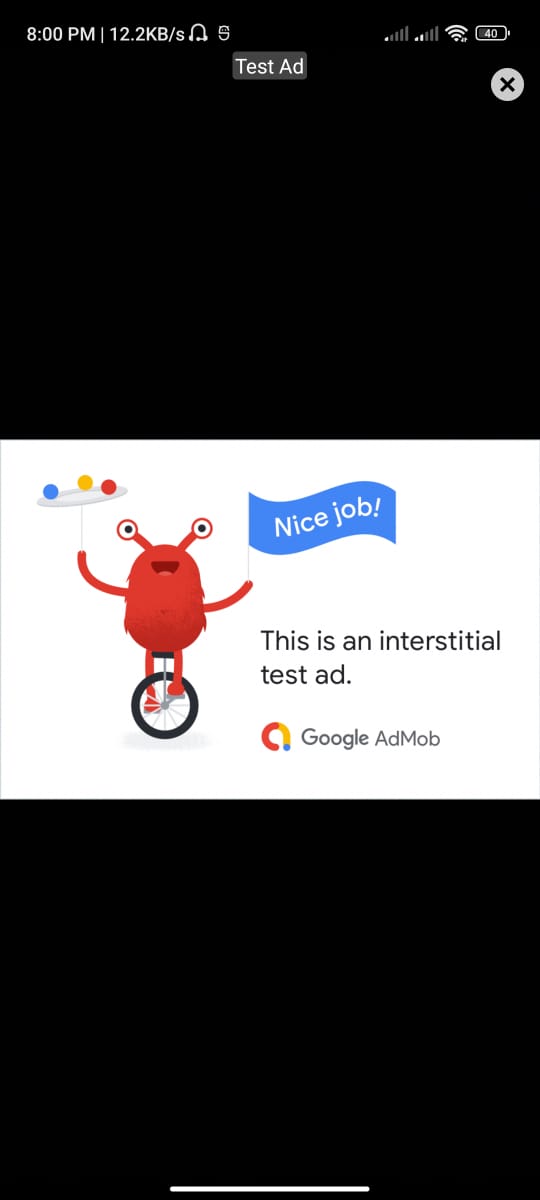 8:00 PM | 12.2KB/s
40
Test Ad
Nice job!
This is an interstitial
test ad.
Google AdMob